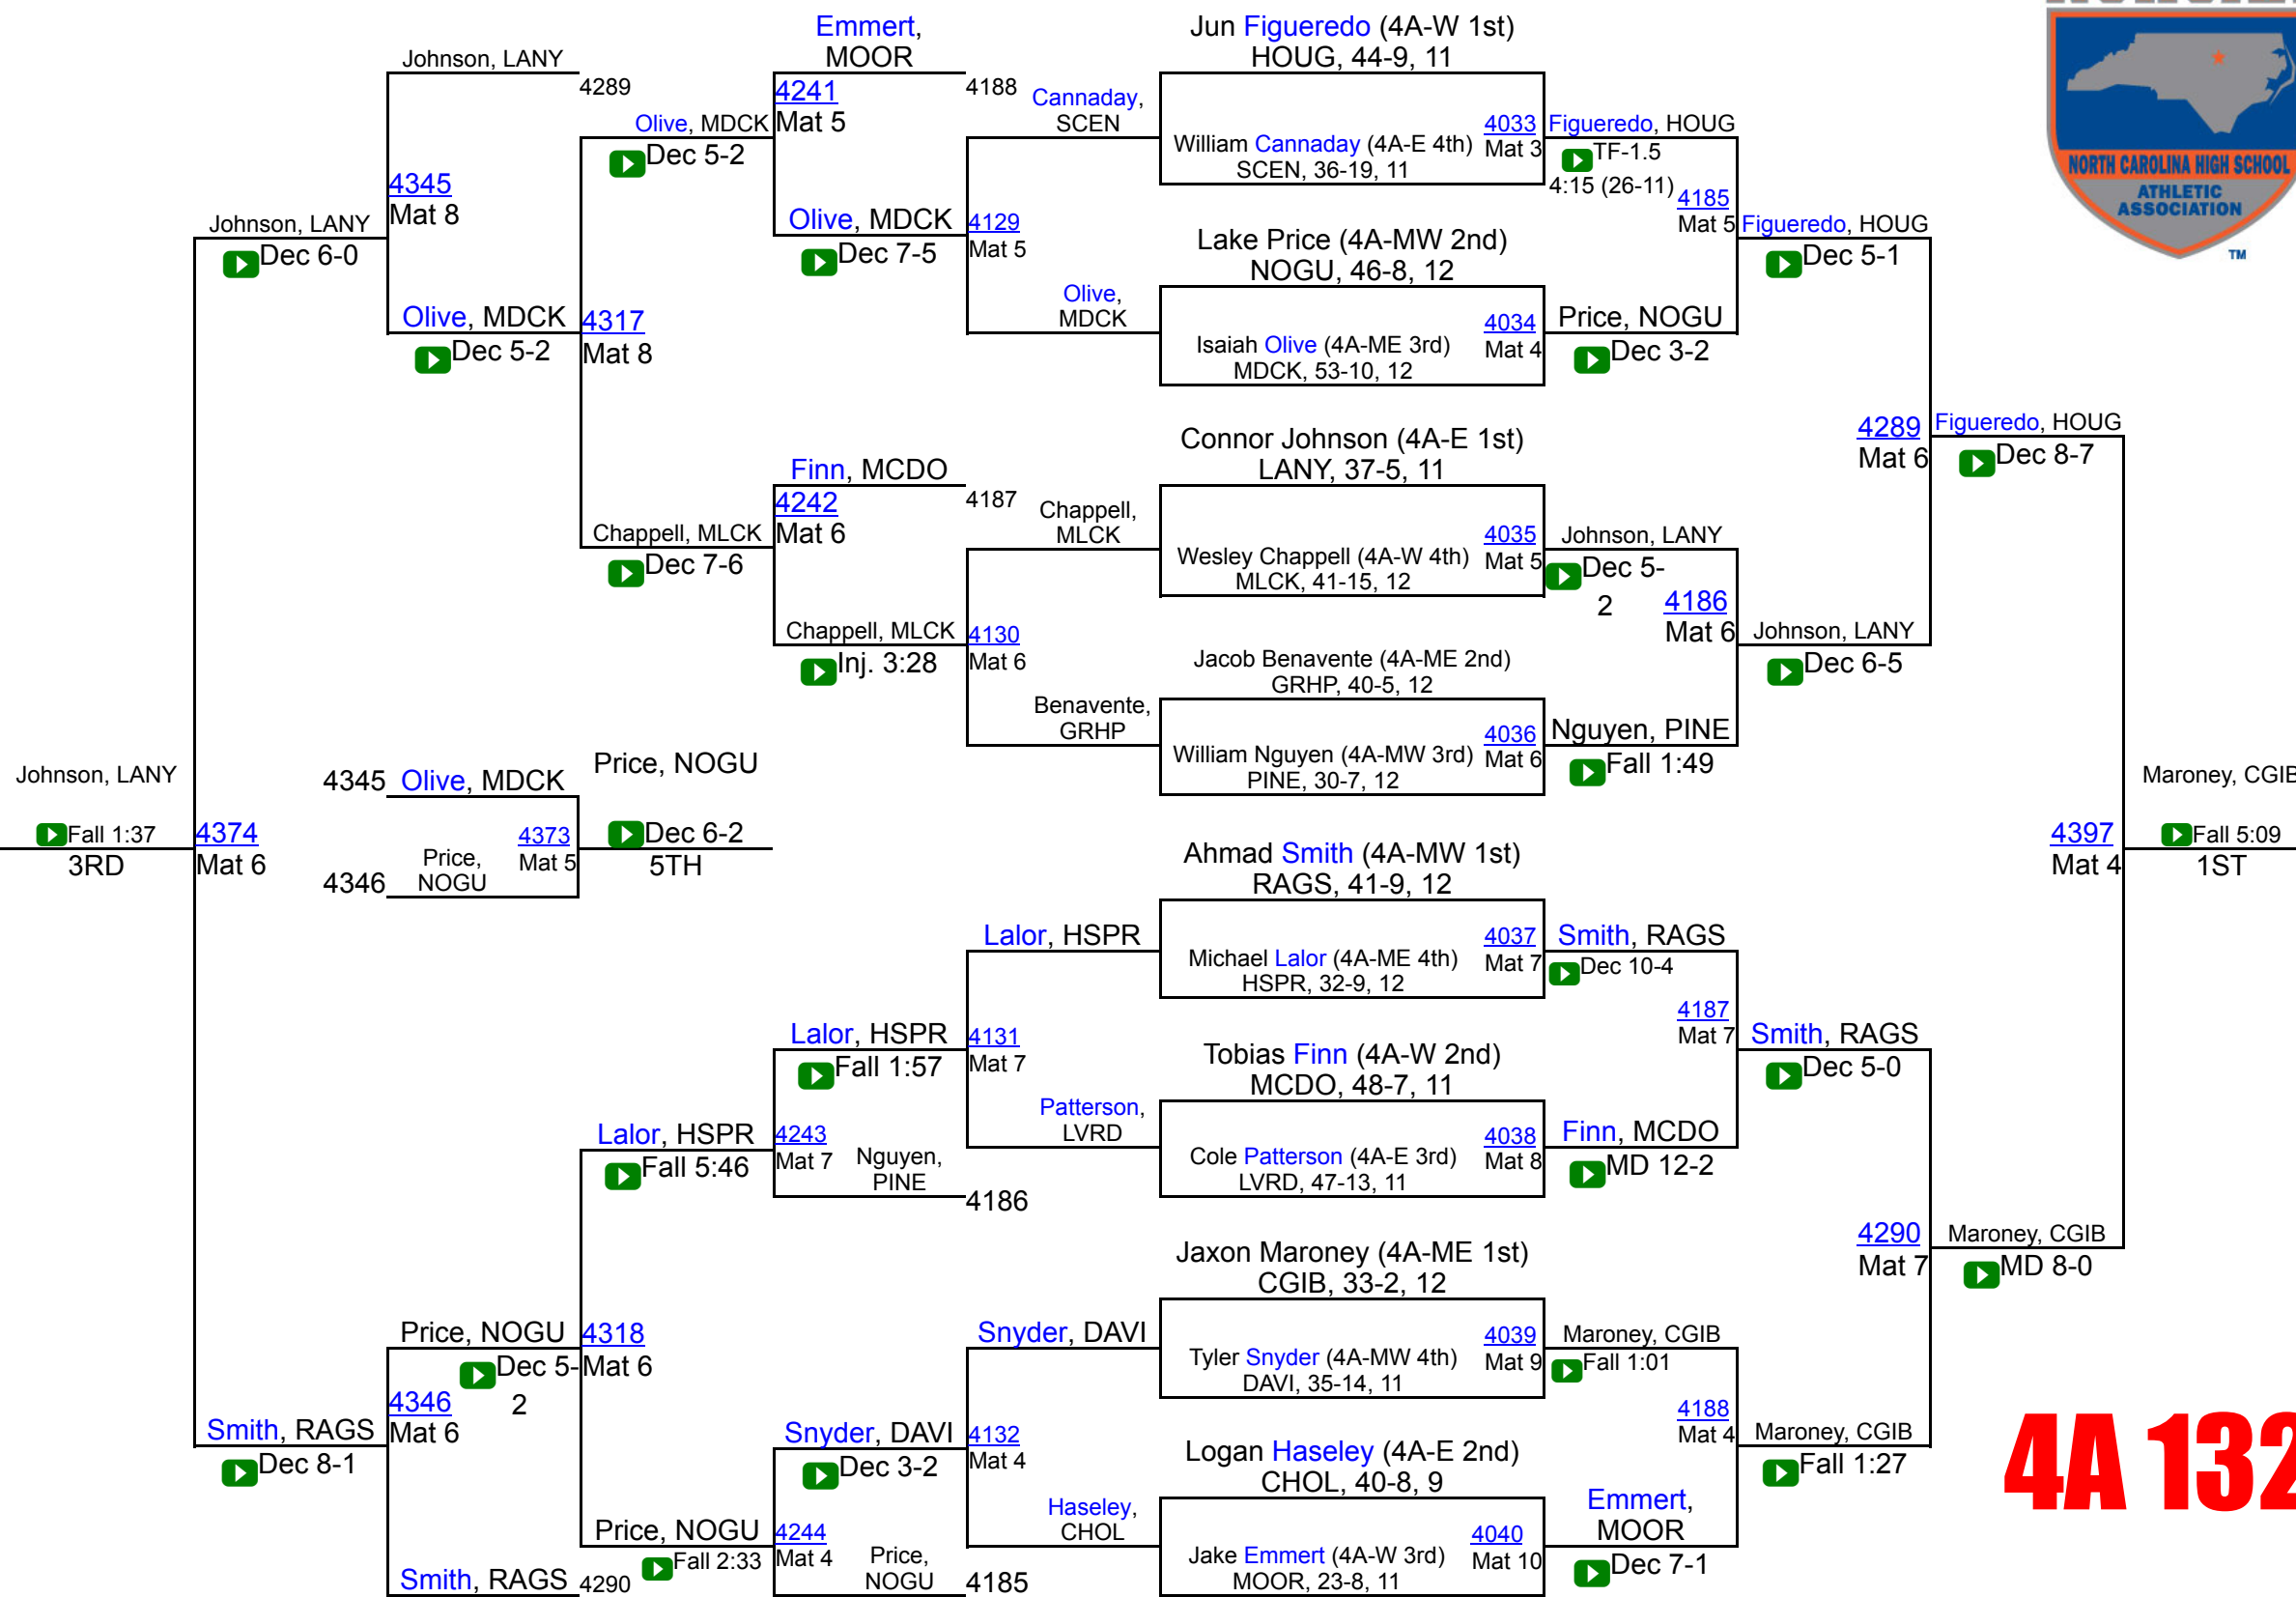 Johnson, LANY
4289
4345
Mat 8
Johnson, LANY
Dec 6-0
Olive, MDCK
Dec 5-2
Olive, MDCK
Dec 5-2
4317
Mat 8
Chappell, MLCK
Dec 7-6
Emmert,
MOOR
4188
4241
Mat 5
Olive, MDCK
Dec 7-5
Finn, MCDO
4187
4242
Mat 6
Chappell, MLCK
Inj. 3:28
Cannaday,
SCEN
4129
Mat 5
Olive,
MDCK
Chappell,
MLCK
4130
Mat 6
Benavente,
GRHP
Jun Figueredo (4A-W 1st)
HOUG, 44-9, 11
William Cannaday (4A-E 4th)
SCEN, 36-19, 11
4033
Mat 3
Lake Price (4A-MW 2nd)
NOGU, 46-8, 12
Isaiah Olive (4A-ME 3rd)
MDCK, 53-10, 12
4034
Mat 4
Connor Johnson (4A-E 1st)
LANY, 37-5, 11
Wesley Chappell (4A-W 4th)
MLCK, 41-15, 12
4035
Mat 5
Jacob Benavente (4A-ME 2nd)
GRHP, 40-5, 12
William Nguyen (4A-MW 3rd)
PINE, 30-7, 12
4036
Mat 6
Figueredo, HOUG
TF-1.5
4:15 (26-11)
4185
Mat 5
Price, NOGU
Dec 3-2
Johnson, LANY
Dec 5-
2
4186
Mat 6
Nguyen, PINE
Fall 1:49
Figueredo, HOUG
Dec 5-1
4289
Mat 6
Johnson, LANY
Dec 6-5
Figueredo, HOUG
Dec 8-7
NORTH CAROLINA HIGH SCHOOL
ATHLETIC
ASSOCIATION
TM
Johnson, LANY
Fall 1:37
3RD
4374
Mat 6
4345
Olive, MDCK
4346
Price,
NOGU
4373
Mat 5
Price, NOGU
Dec 6-2
5TH
4397
Mat 4
Maroney, CGIB
Fall 5:09
1ST
Ahmad Smith (4A-MW 1st)
RAGS, 41-9, 12
Michael Lalor (4A-ME 4th)
HSPR, 32-9, 12
4037
Mat 7
Tobias Finn (4A-W 2nd)
MCDO, 48-7, 11
Cole Patterson (4A-E 3rd)
LVRD, 47-13, 11
4038
Mat 8
Jaxon Maroney (4A-ME 1st)
CGIB, 33-2, 12
Tyler Snyder (4A-MW 4th)
DAVI, 35-14, 11
4039
Mat 9
Logan Haseley (4A-E 2nd)
CHOL, 40-8, 9
Jake Emmert (4A-W 3rd)
MOOR, 23-8, 11
4040
Mat 10
Lalor, HSPR
4131
Mat 7
Patterson,
LVRD
Lalor, HSPR
Fall 1:57
4243
Mat 7
Nguyen,
PINE
4186
Lalor, HSPR
Fall 5:46
Price, NOGU
Dec 5-
2
4318
Mat 6
4346
Mat 6
Smith, RAGS
Dec 8-1
Smith, RAGS
4290
Price, NOGU
Fall 2:33
Snyder, DAVI
4132
Mat 4
Haseley,
CHOL
Snyder, DAVI
Dec 3-2
4244
Mat 4
Price,
NOGU
4185
Smith, RAGS
Dec 10-4
4187
Mat 7
Finn, MCDO
MD 12-2
Maroney, CGIB
Fall 1:01
4188
Mat 4
Emmert,
MOOR
Dec 7-1
Smith, RAGS
Dec 5-0
4290
Mat 7
Maroney, CGIB
Fall 1:27
Maroney, CGIB
MD 8-0
4A 132